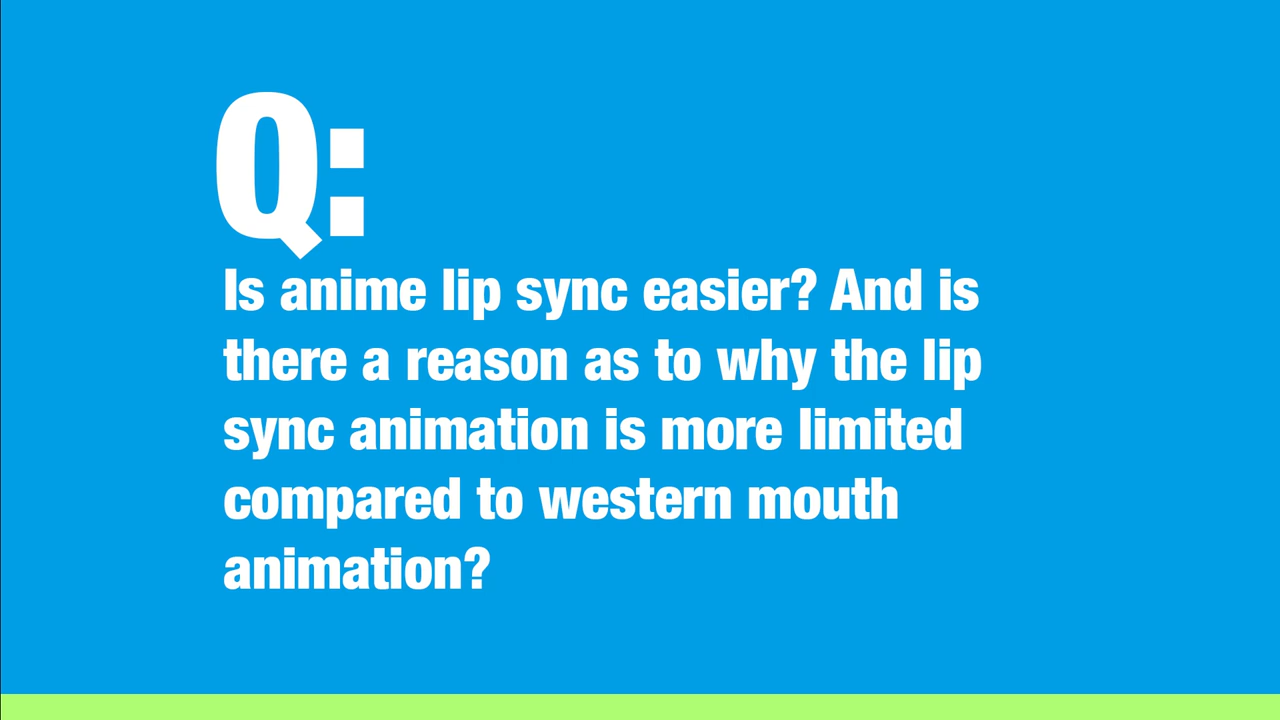 Q:
Is anime lip sync easier? And is
there a reason as to why the lip
sync animation is more limited
compared to western mouth
animation?